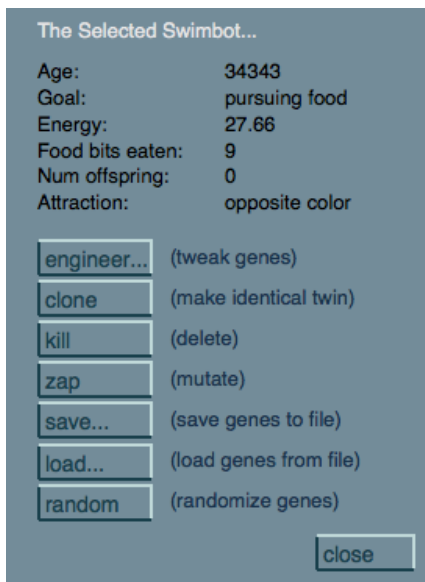 The Selected Swimbot...
Age: 34343
Goal: pursuing food
Energy: 27.66
Food bits eaten: 9
Num offspring: 0
Attraction: opposite color
engineer... (tweak genes)
clone (make identical twin)
kill (delete)
zap (mutate)
save... (save genes to file)
load... (load genes from file)
random (randomize genes)
close